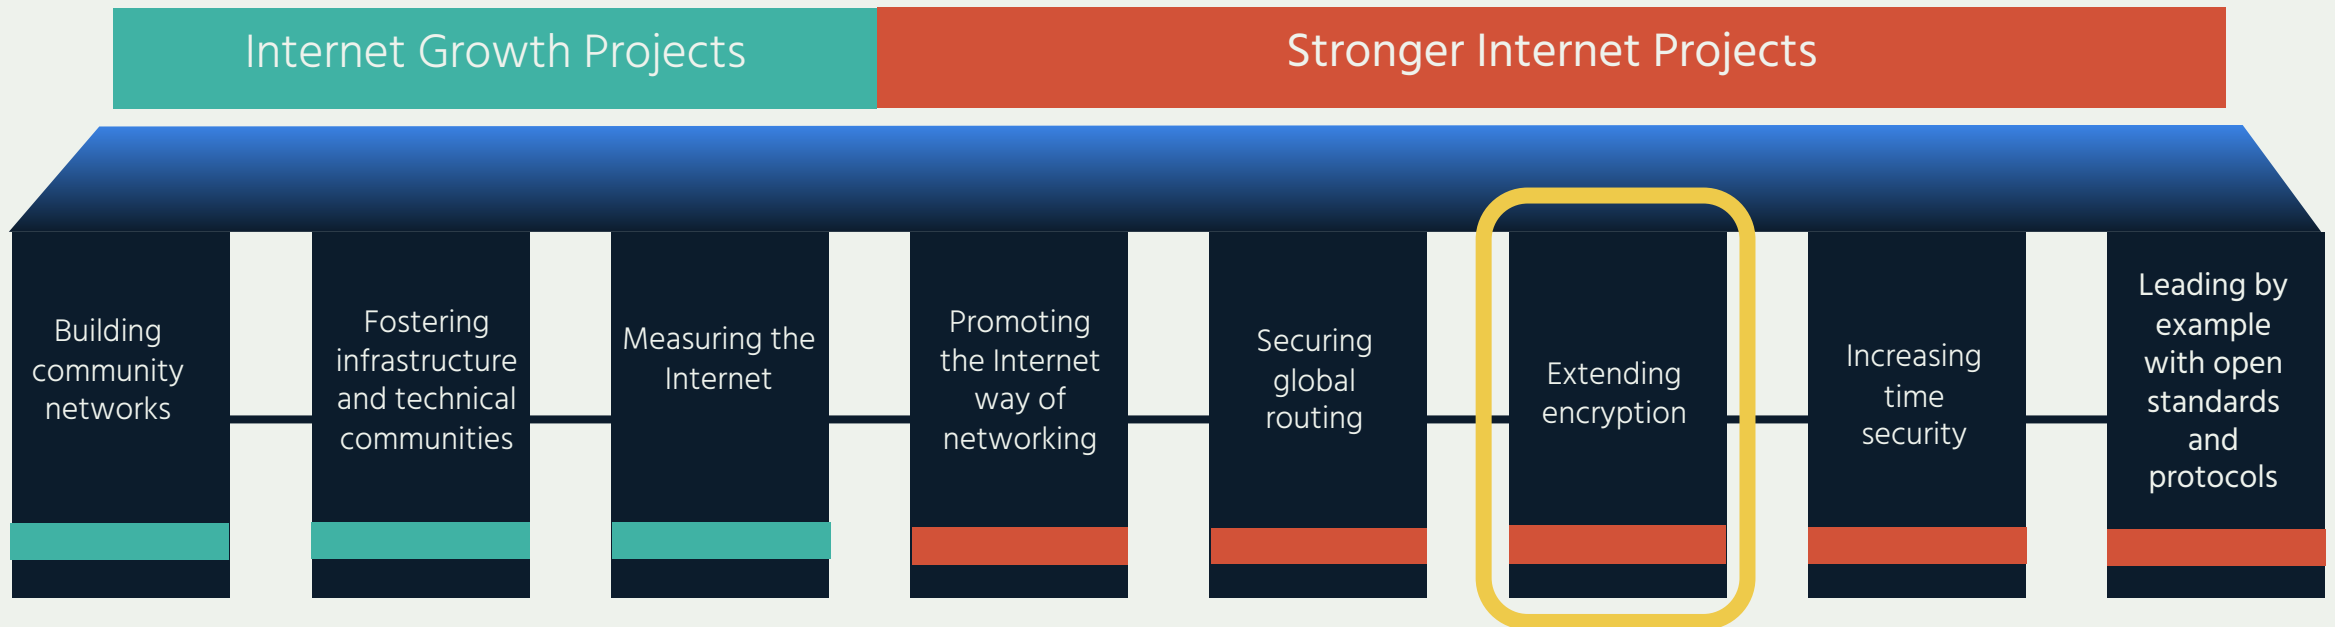 Internet Growth Projects
Stronger Internet Projects
Building
community
networks
Fostering
infrastructure
and technical
communities
Measuring the
Internet
Promoting
the Internet
way of
networking
Securing
global
routing
Extending
encryption
Increasing
time
security
Leading by
example
with open
standards
and
protocols